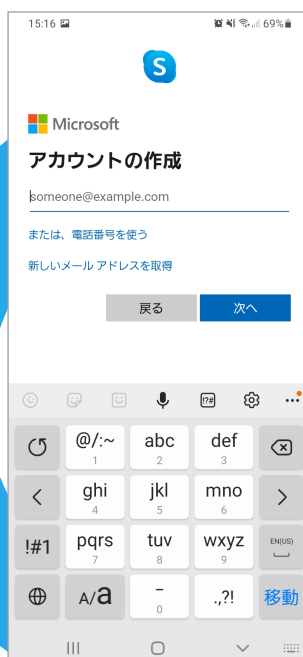 15:16 69%
Microsoft
アカウントの作成
someone@example.com
または、電話番号を使う
新しいメール アドレスを取得
戻る 次へ
!?#
@/:~ abc def
1 2 3
ghi jkl mno
4 5 6
!#1 pqrs tuv wxyz EN(US)
7 8 9
A/a - .,?! 移動
0